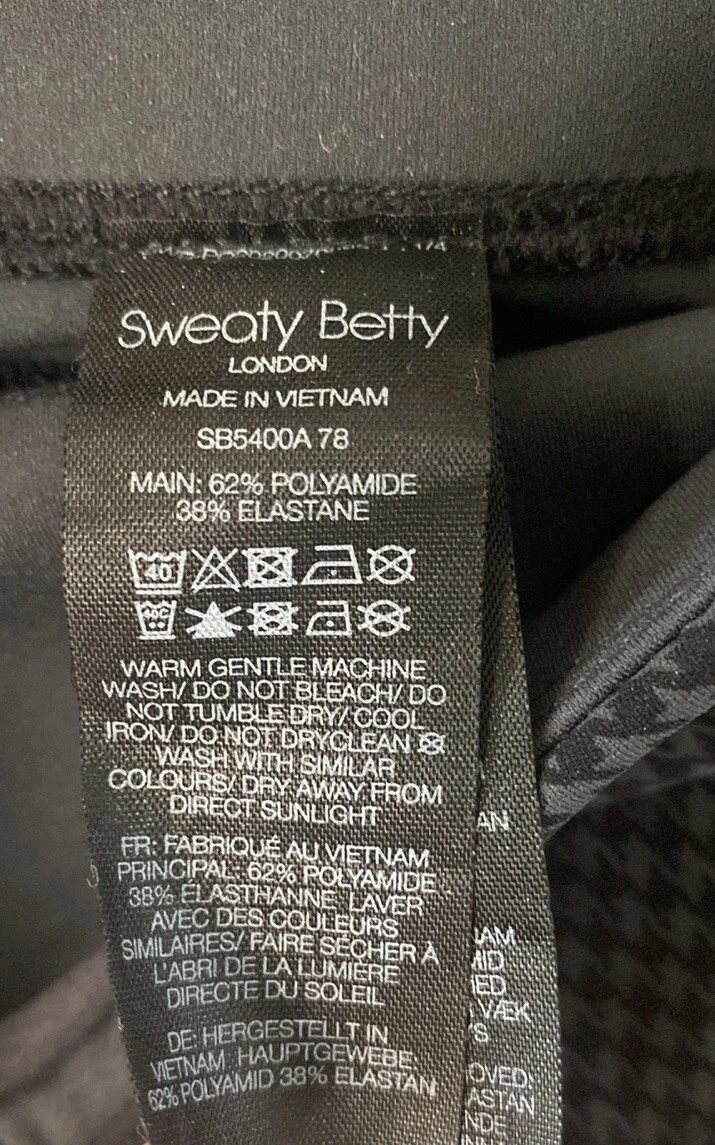 Sweaty Betty
LONDON
MADE IN VIETNAM
SB5400A 78
MAIN: 62% POLYAMIDE
38% ELASTANE
40
WARM GENTLE MACHINE
WASH/ DO NOT BLEACH/ DO
NOT TUMBLE DRY/ COOL
IRON/ DO NOT DRYCLEAN
WASH WITH SIMILAR
COLOURS/ DRY AWAY FROM
DIRECT SUNLIGHT
FR: FABRIQUÉ AU VIETNAM
PRINCIPAL: 62% POLYAMIDE
38% ÉLASTHANNE LAVER
AVEC DES COULEURS
SIMILAIRES/ FAIRE SÉCHER À
L'ABRI DE LA LUMIÈRE
DIRECTE DU SOLEIL
DE: HERGESTELLT IN
VIETNAM HAUPTGEWEBE:
62% POLYAMID 38% ELASTAN
VÆK